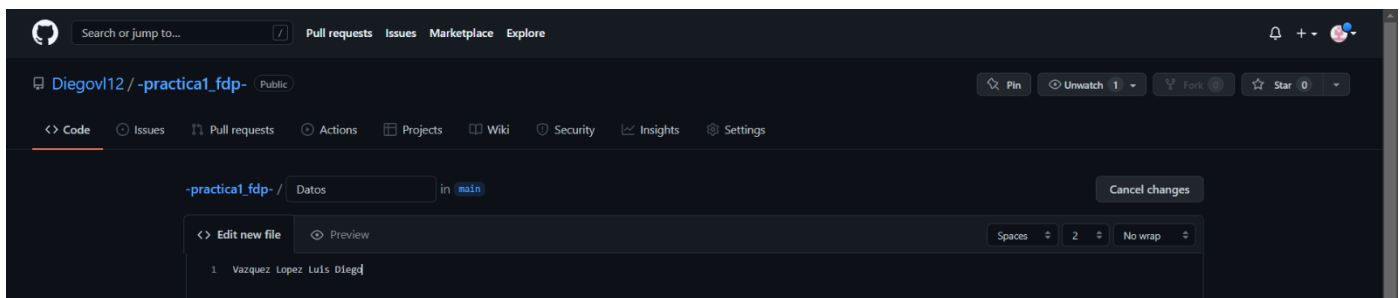 Search or jump to... / Pull requests Issues Marketplace Explore
Diegovl12 / -practica1_fdp- Public Pin Unwatch 1 Fork 0 Star 0
<> Code Issues Pull requests Actions Projects Wiki Security Insights Settings
-practica1_fdp- / Datos in main Cancel changes
<> Edit new file Preview Spaces 2 No wrap
1 Vazquez Lopez Luis Diego